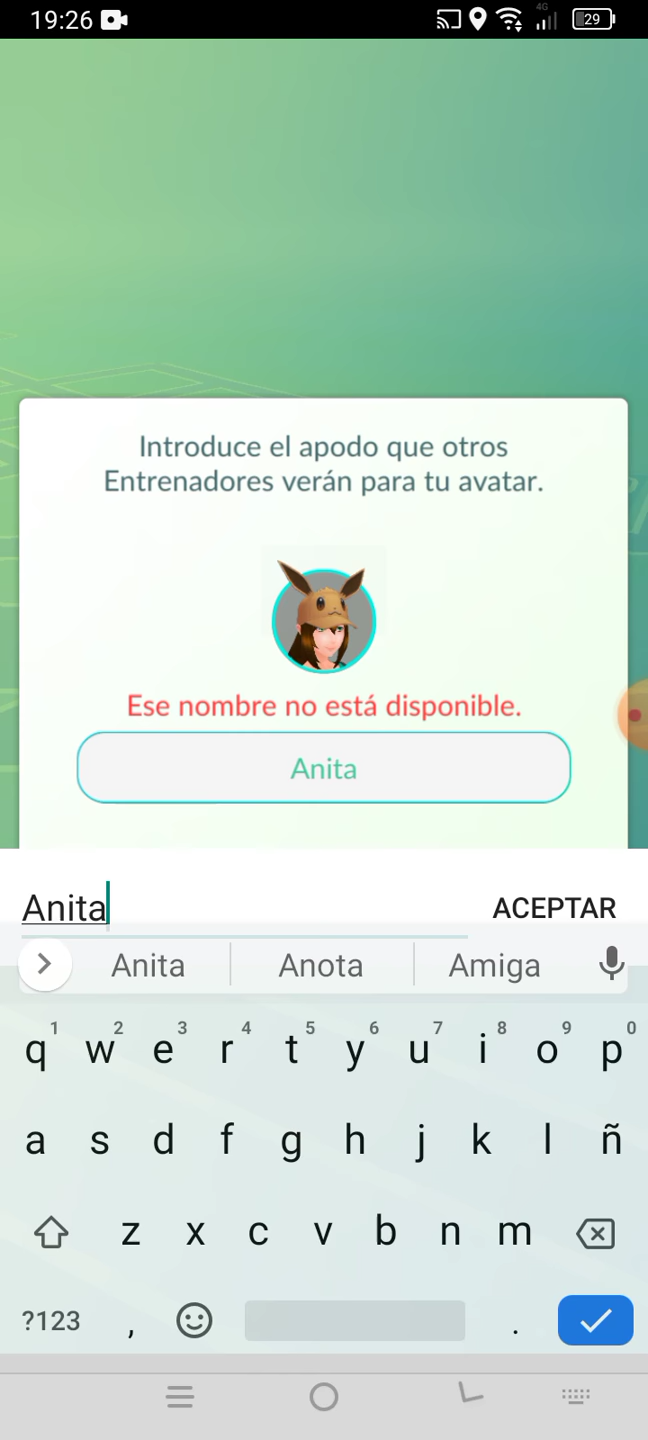 19:26
4G
29
Introduce el apodo que otros
Entrenadores verán para tu avatar.
Ese nombre no está disponible.
Anita
Anita
ACEPTAR
Anita Anota Amiga
1 2 3 4 5 6 7 8 9 0
q w e r t y u i o p
a s d f g h j k l ñ
z x c v b n m
?123 , .